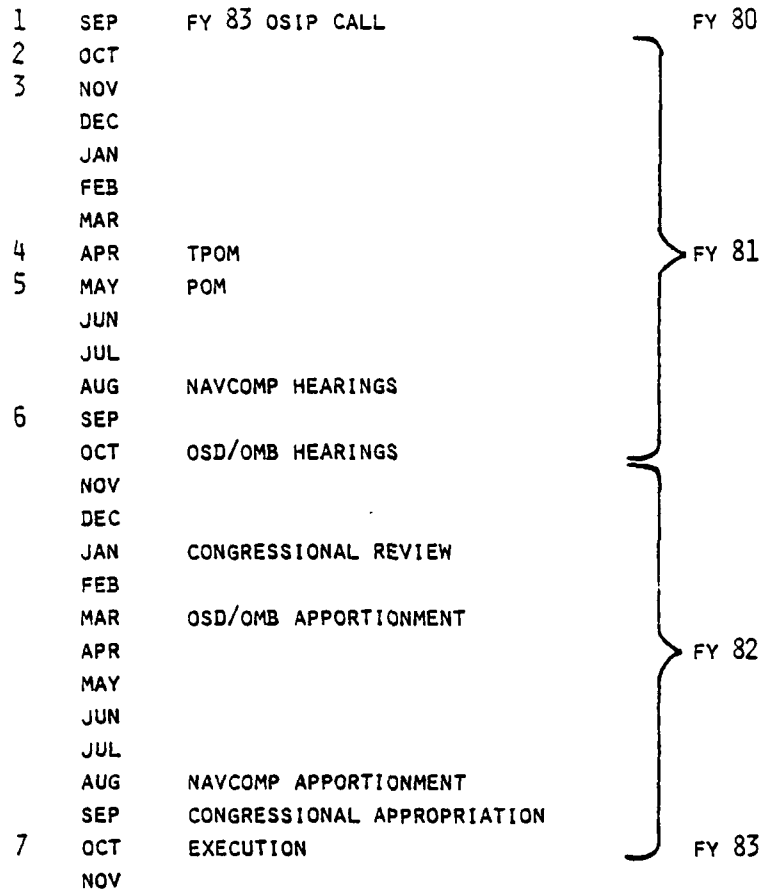 1 SEP FY 83 OSIP CALL FY 80
2 OCT
3 NOV
DEC
JAN
FEB
MAR
4 APR TPOM FY 81
5 MAY POM
JUN
JUL
AUG NAVCOMP HEARINGS
6 SEP
OCT OSD/OMB HEARINGS
NOV
DEC
JAN CONGRESSIONAL REVIEW
FEB
MAR OSD/OMB APPORTIONMENT
APR FY 82
MAY
JUN
JUL
AUG NAVCOMP APPORTIONMENT
SEP CONGRESSIONAL APPROPRIATION
7 OCT EXECUTION FY 83
NOV